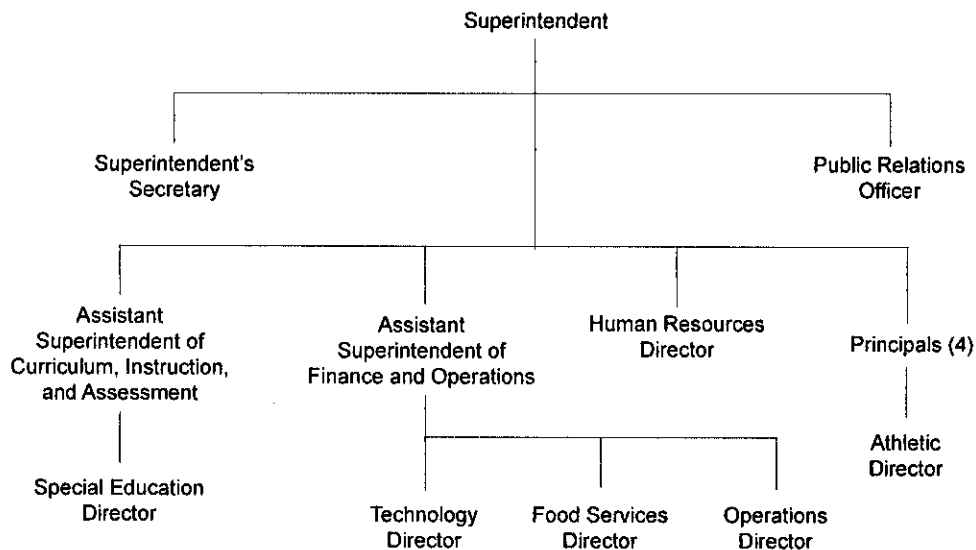 Superintendent
Superintendent's
Secretary
Public Relations
Officer
Assistant
Superintendent of
Curriculum, Instruction,
and Assessment
Assistant
Superintendent of
Finance and Operations
Human Resources
Director
Principals (4)
Special Education
Director
Technology
Director
Food Services
Director
Operations
Director
Athletic
Director